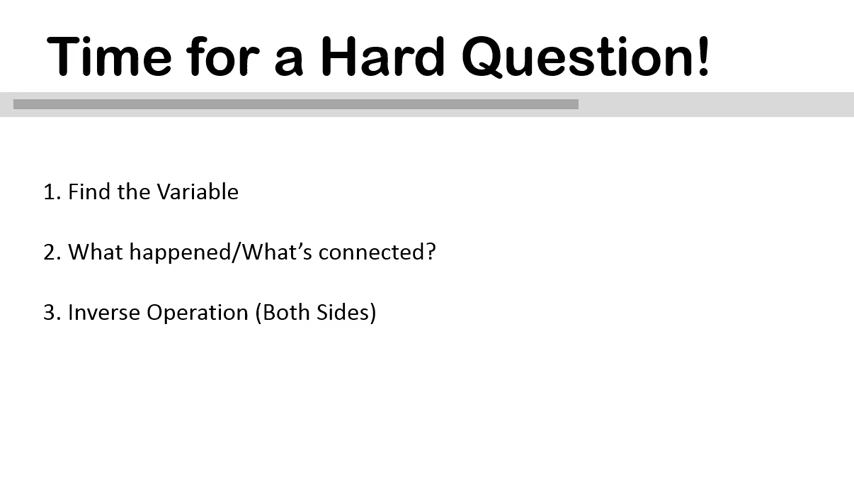 Time for a Hard Question!
1. Find the Variable
2. What happened/What’s connected?
3. Inverse Operation (Both Sides)